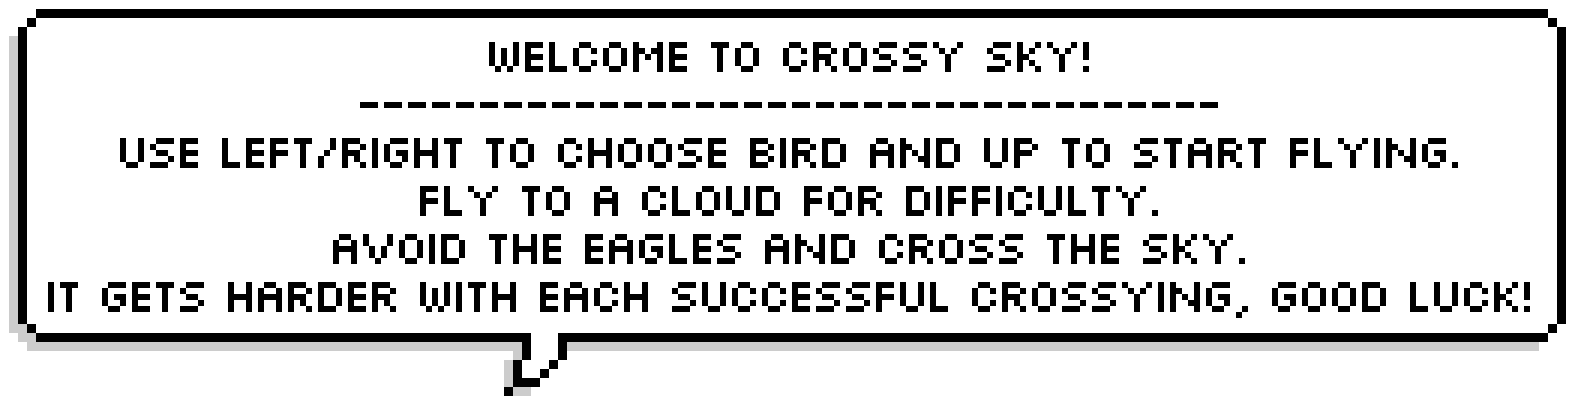 WELCOME TO CROSSY SKY!
------------------------------------
USE LEFT/RIGHT TO CHOOSE BIRD AND UP TO START FLYING.
FLY TO A CLOUD FOR DIFFICULTY.
AVOID THE EAGLES AND CROSS THE SKY.
IT GETS HARDER WITH EACH SUCCESSFUL CROSSYING, GOOD LUCK!